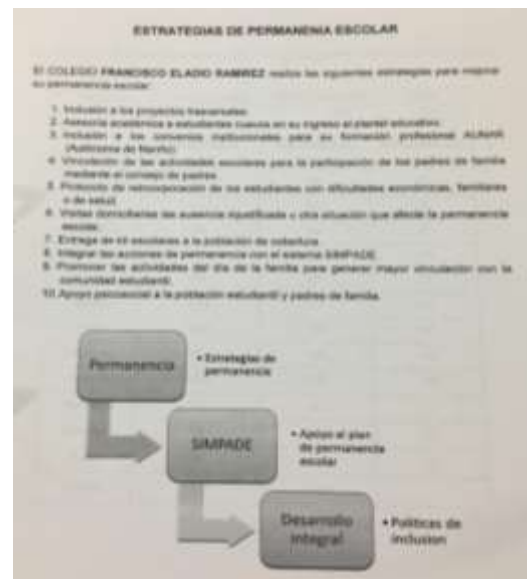 ESTRATEGIAS DE PERMANENIA ESCOLAR
El COLEGIO FRANCISCO ELADIO RAMIREZ realiza las siguientes estrategias para mejorar
su permanencia escolar:
1. Inclusión a los proyectos trasversales.
2. Asesoría académica a estudiantes nuevos en su ingreso al plantel educativo.
3. Inclusión a los convenios institucionales para su formación profesional AUNAR
(Autónoma de Nariño)
4. Vinculación de las actividades escolares para la participación de los padres de familia
mediante el consejo de padres.
5. Protocolo de reincorporación de los estudiantes con dificultades económicas, familiares
o de salud.
6. Visitas domiciliarias las ausencia injustificada u otra situación que afecte la permanencia
escolar.
7. Entrega de kit escolares a la población de cobertura.
8. Integrar las acciones de permanencia con el sistema SIMPADE.
9. Promover las actividades del día de la familia para generar mayor vinculación con la
comunidad estudiantil.
10. Apoyo psicosocial a la población estudiantil y padres de familia.
Permanencia
• Estrategias de
permanencia
SIMPADE
• Apoyo al plan
de permanencia
escolar
Desarrollo
integral
• Politicas de
inclusion